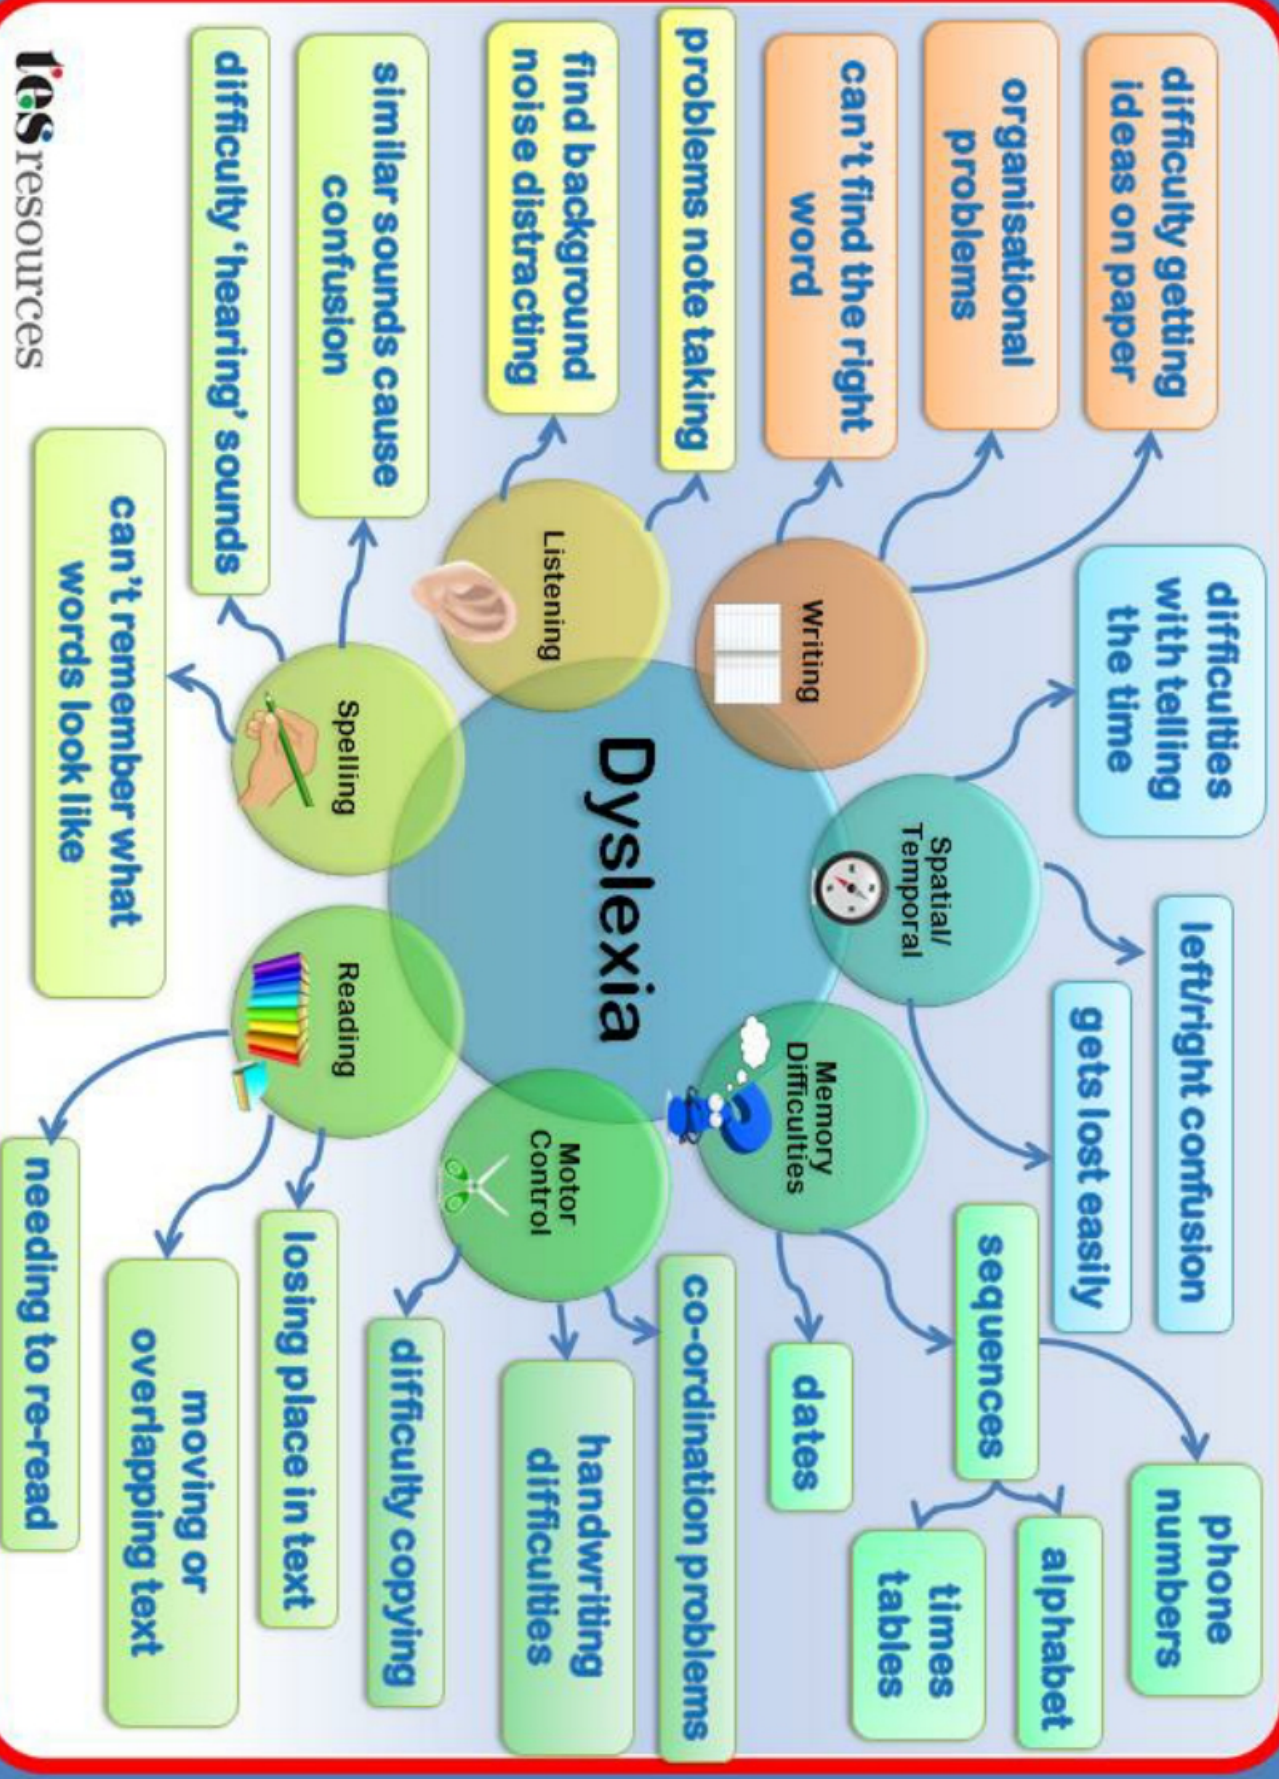 difficulties
with telling
the time
left/right confusion
gets lost easily
phone
numbers
alphabet
times
tables
sequences
dates
difficulty getting
ideas on paper
organisational
problems
can't find the right
word
Spatial/
Temporal
Memory
Difficulties
Writing
problems note taking
find background
noise distracting
Listening
Dyslexia
Motor
Control
co-ordination problems
handwriting
difficulties
difficulty copying
similar sounds cause
confusion
difficulty ‘hearing’ sounds
Spelling
can't remember what
words look like
Reading
losing place in text
moving or
overlapping text
needing to re-read
tes resources